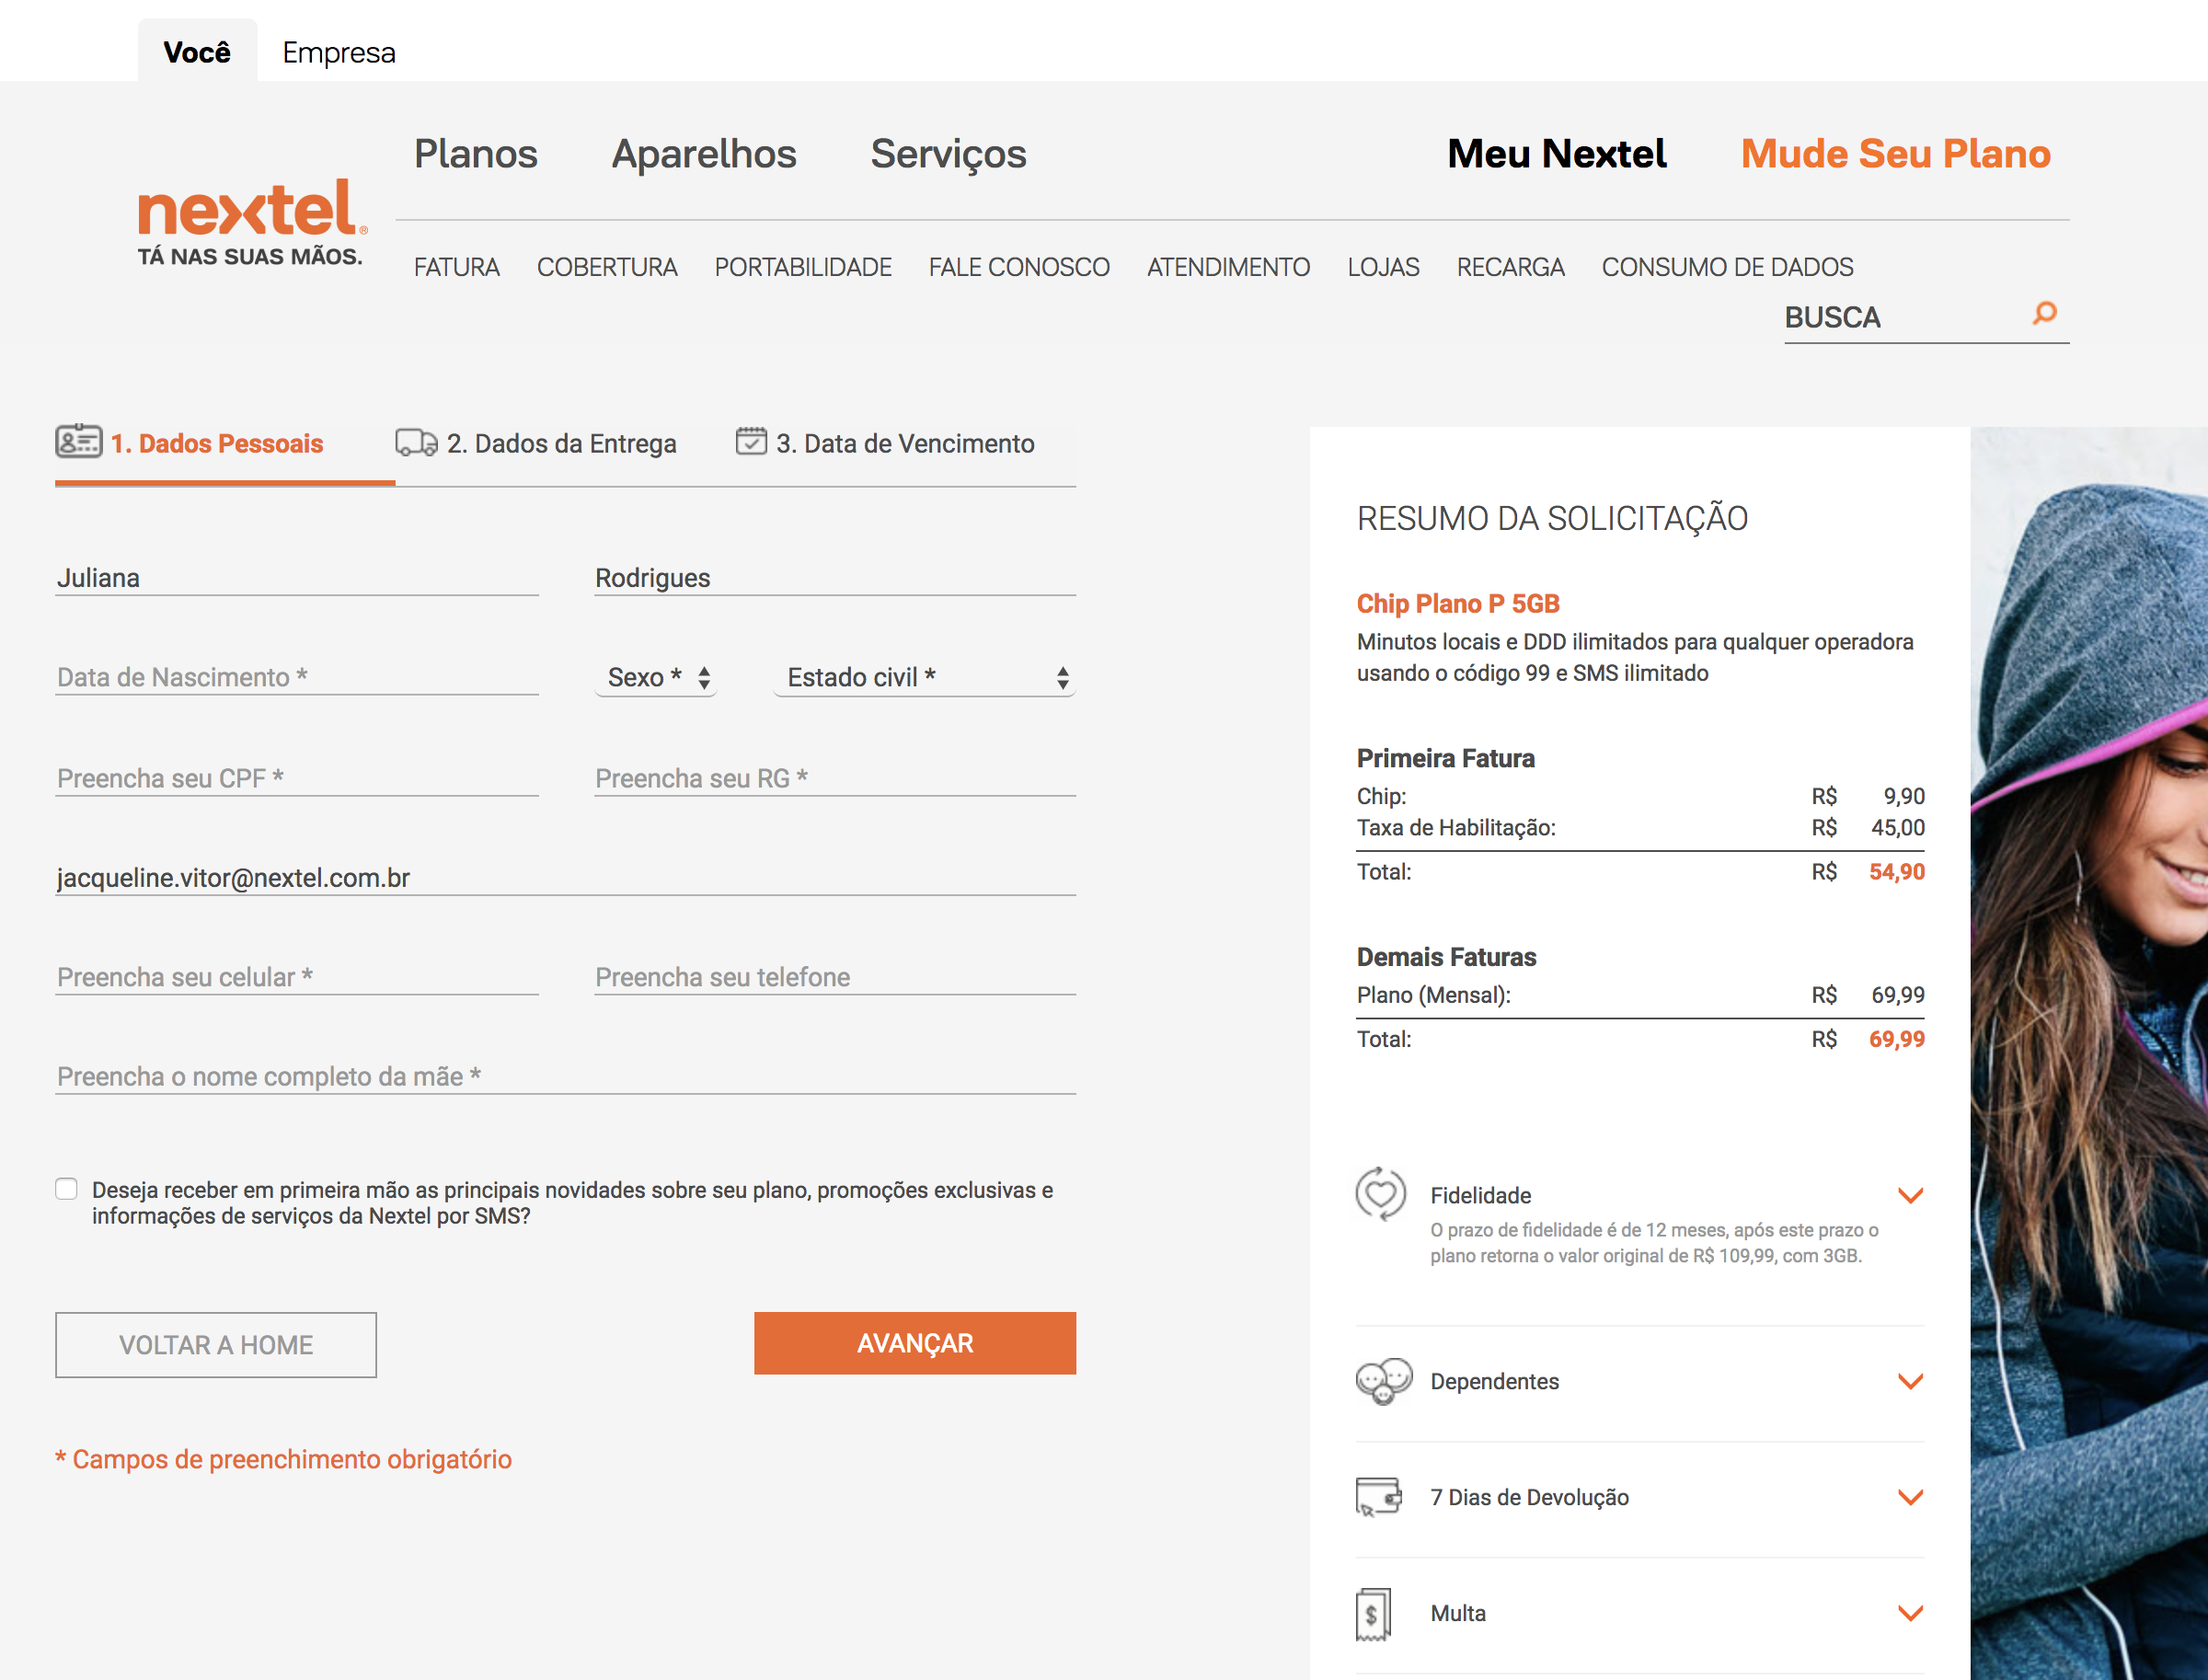 Você Empresa
Planos Aparelhos Serviços Meu Nextel Mude Seu Plano
nextel®
TÁ NAS SUAS MÃOS.
FATURA COBERTURA PORTABILIDADE FALE CONOSCO ATENDIMENTO LOJAS RECARGA CONSUMO DE DADOS
BUSCA
1. Dados Pessoais 2. Dados da Entrega 3. Data de Vencimento
Juliana Rodrigues
Data de Nascimento * Sexo * Estado civil *
Preencha seu CPF * Preencha seu RG *
jacqueline.vitor@nextel.com.br
Preencha seu celular * Preencha seu telefone
Preencha o nome completo da mãe *
Deseja receber em primeira mão as principais novidades sobre seu plano, promoções exclusivas e
informações de serviços da Nextel por SMS?
VOLTAR A HOME AVANÇAR
* Campos de preenchimento obrigatório
RESUMO DA SOLICITAÇÃO
Chip Plano P 5GB
Minutos locais e DDD ilimitados para qualquer operadora
usando o código 99 e SMS ilimitado
Primeira Fatura
Chip: R$ 9,90
Taxa de Habilitação: R$ 45,00
Total: R$ 54,90
Demais Faturas
Plano (Mensal): R$ 69,99
Total: R$ 69,99
Fidelidade
O prazo de fidelidade é de 12 meses, após este prazo o
plano retorna o valor original de R$ 109,99, com 3GB.
Dependentes
7 Dias de Devolução
$
Multa